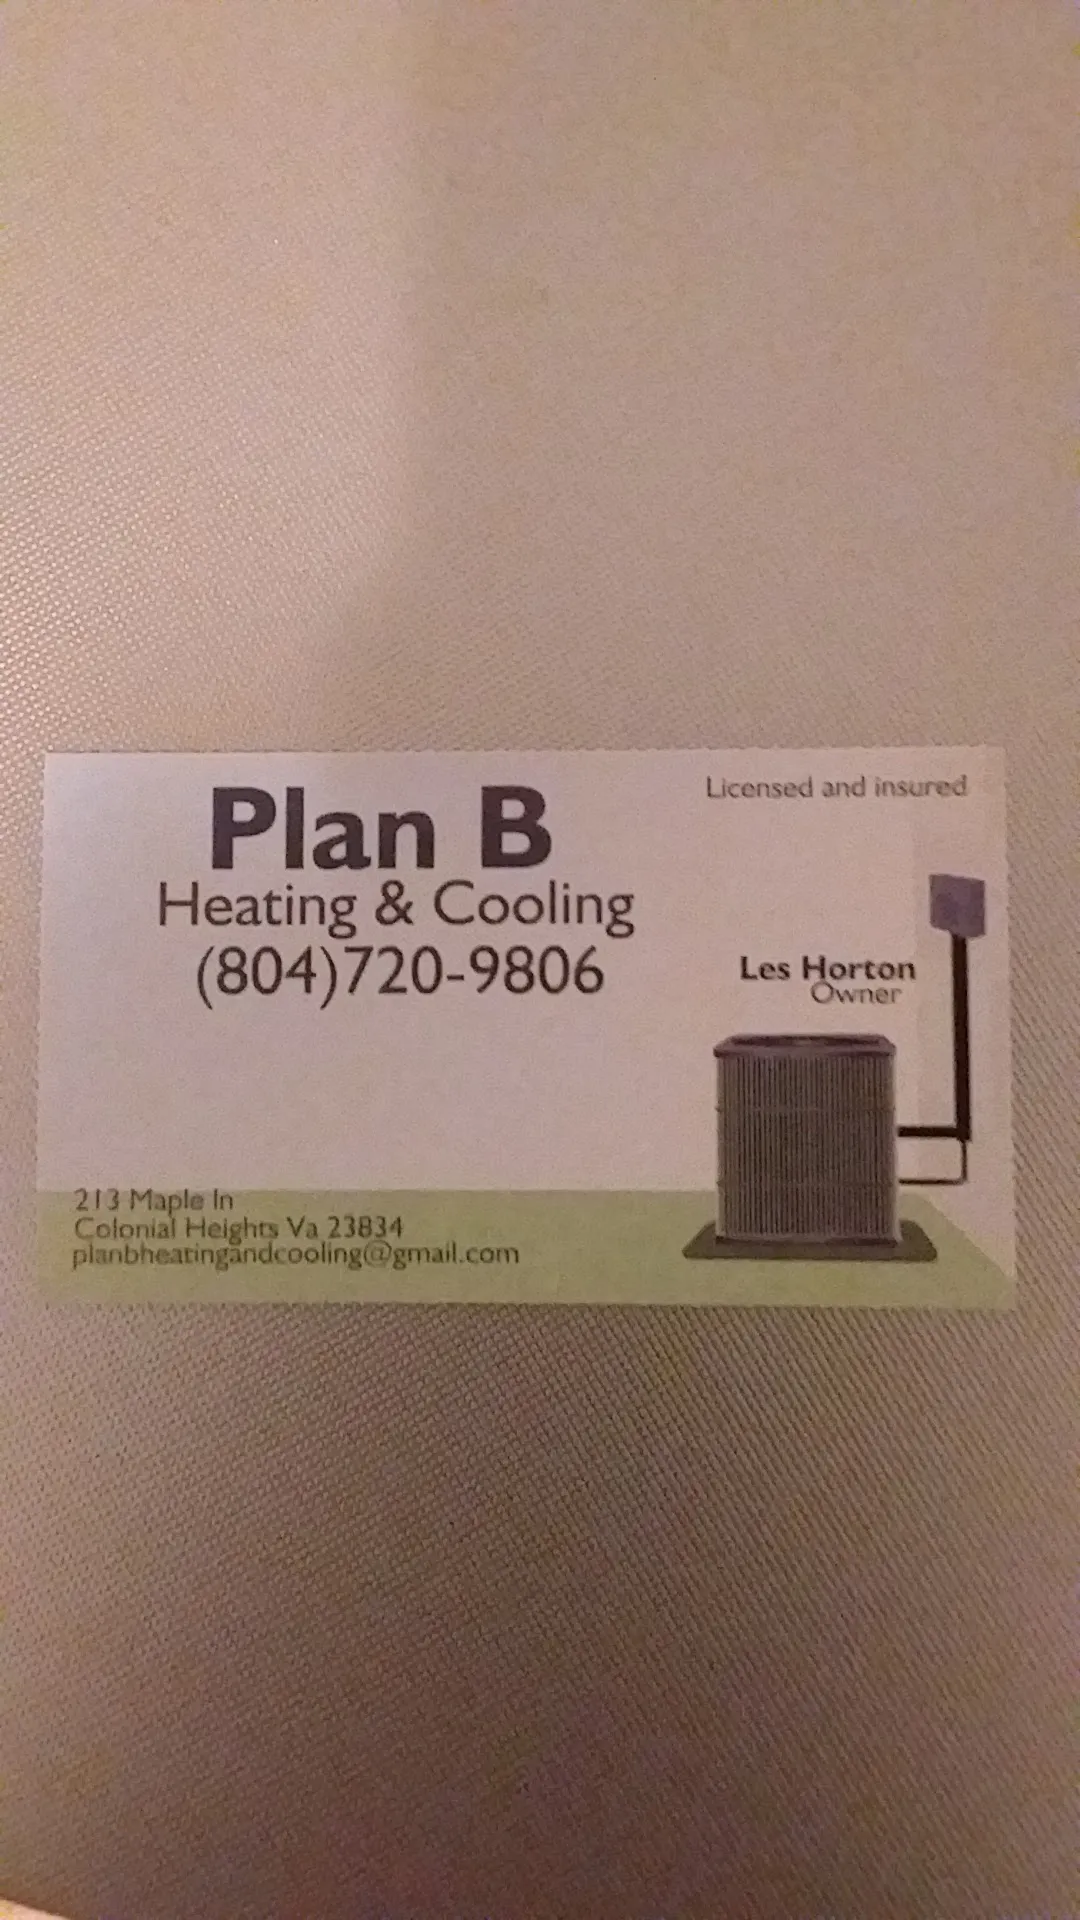 Plan B
Heating & Cooling
(804)720-9806
Licensed and insured
Les Horton
Owner
213 Maple ln
Colonial Heights Va 23834
planbheatingandcooling@gmail.com